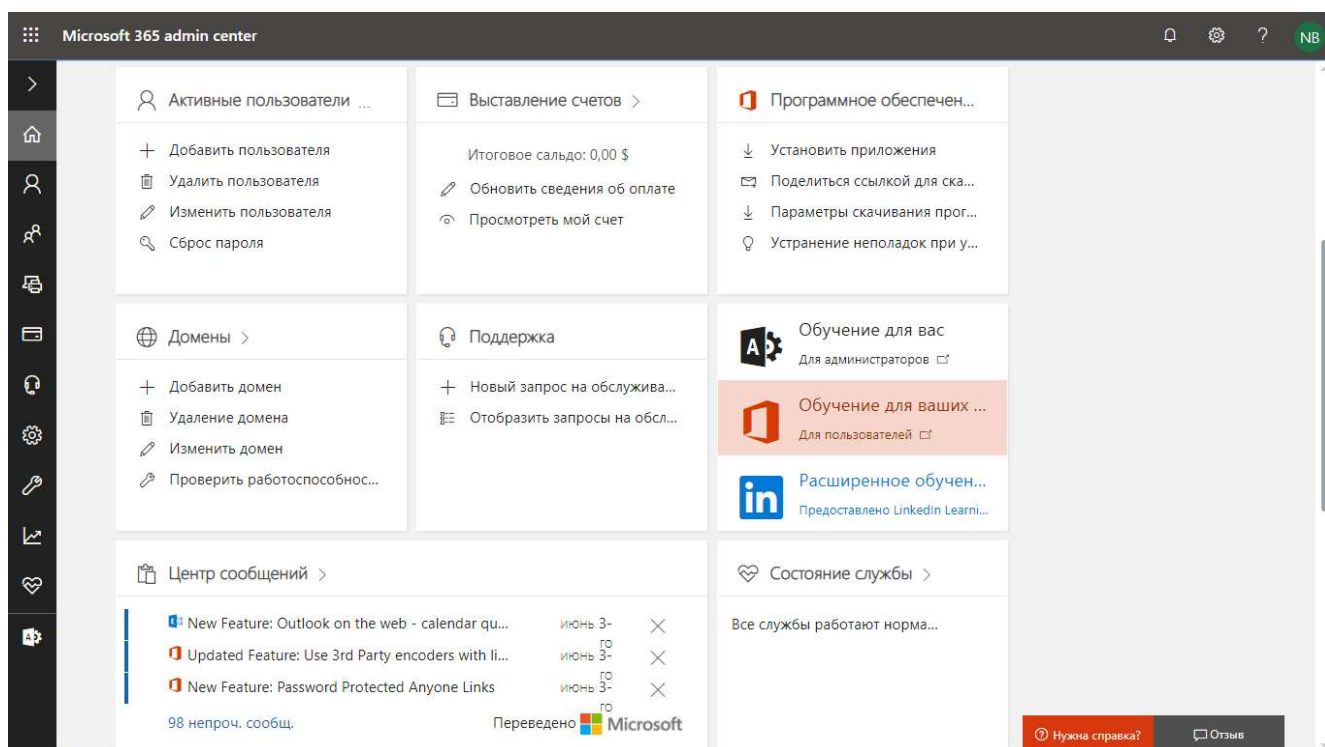 Microsoft 365 admin center
NB
Активные пользователи ...
Добавить пользователя
Удалить пользователя
Изменить пользователя
Сброс пароля
Выставление счетов
Итоговое сальдо: 0,00 $
Обновить сведения об оплате
Просмотреть мой счет
Программное обеспечен...
Установить приложения
Поделиться ссылкой для ска...
Параметры скачивания прог...
Устранение неполадок при у...
Домены
Добавить домен
Удаление домена
Изменить домен
Проверить работоспособнос...
Поддержка
Новый запрос на обслужива...
Отобразить запросы на обсл...
Обучение для вас
Для администраторов
Обучение для ваших ...
Для пользователей
Расширенное обучен...
Предоставлено LinkedIn Learni...
Центр сообщений
New Feature: Outlook on the web - calendar qu... июнь 3-го
Updated Feature: Use 3rd Party encoders with li... июнь 3-го
New Feature: Password Protected Anyone Links июнь 3-го
98 непроч. сообщ. Переведено Microsoft
Состояние службы
Все службы работают норма...
Нужна справка? Отзыв